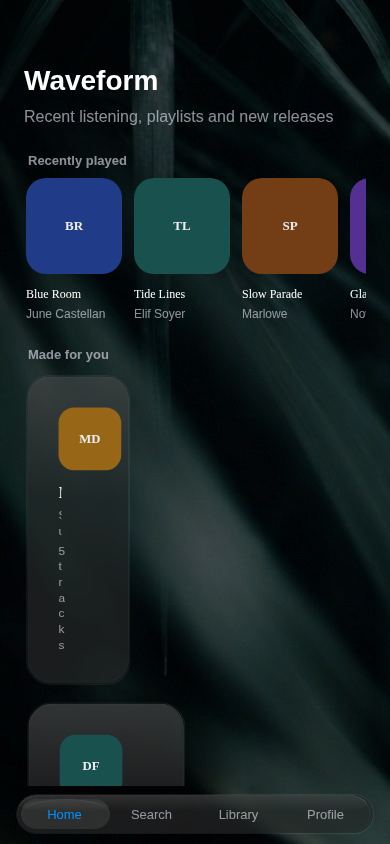 Waveform
Recent listening, playlists and new releases
Recently played
BR
TL
SP
Blue Room
Tide Lines
Slow Parade
Gla
June Castellan
Elif Soyer
Marlowe
Made for you
MD
5
t
r
a
c
k
s
DF
Home
Search
Library
Profile